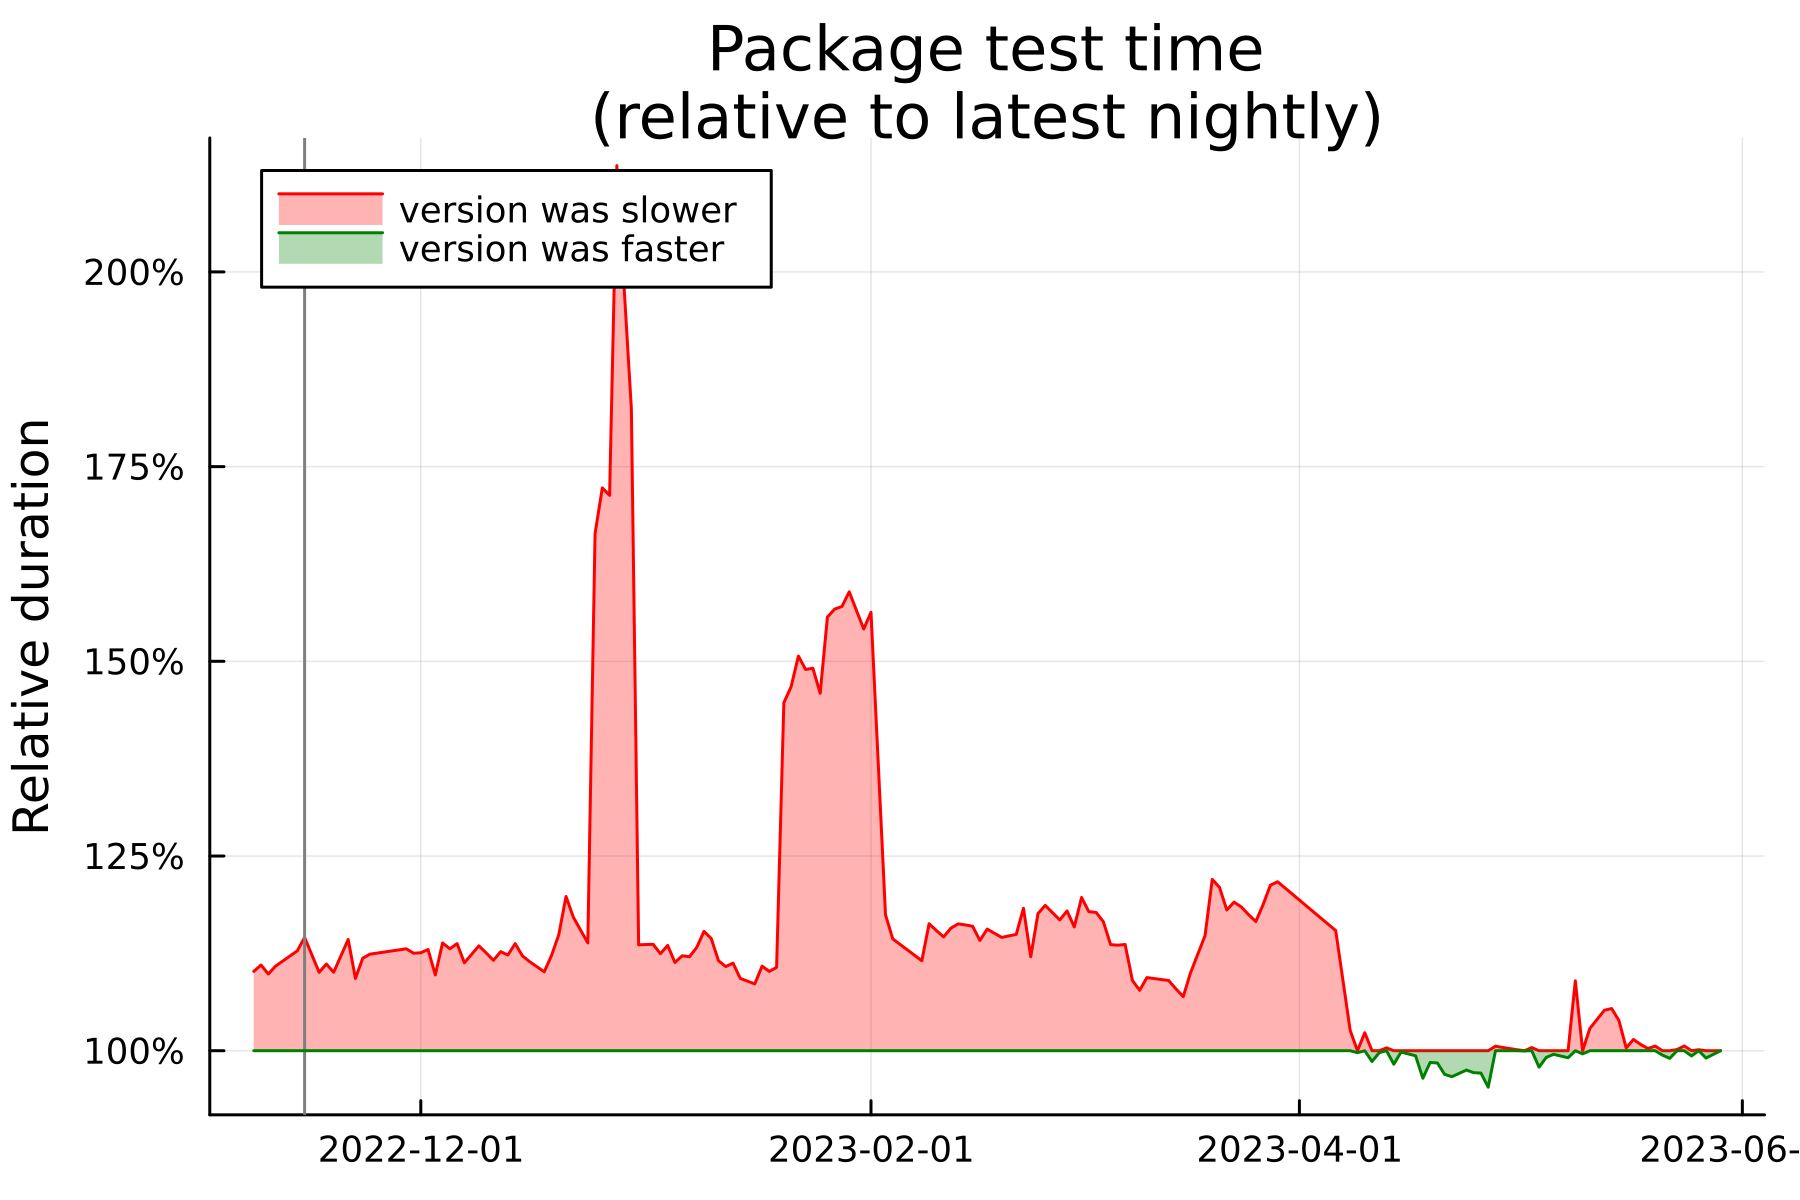 Package test time
(relative to latest nightly)
version was slower
version was faster
Relative duration
200%
175%
150%
125%
100%
2022-12-01
2023-02-01
2023-04-01
2023-06-